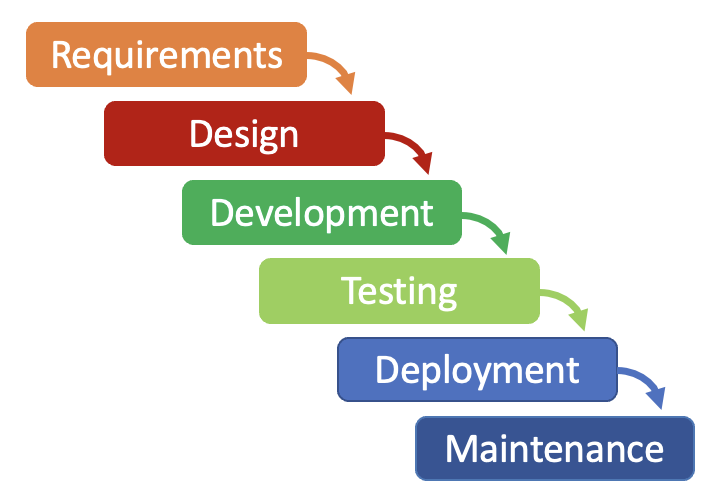 Requirements
Design
Development
Testing
Deployment
Maintenance